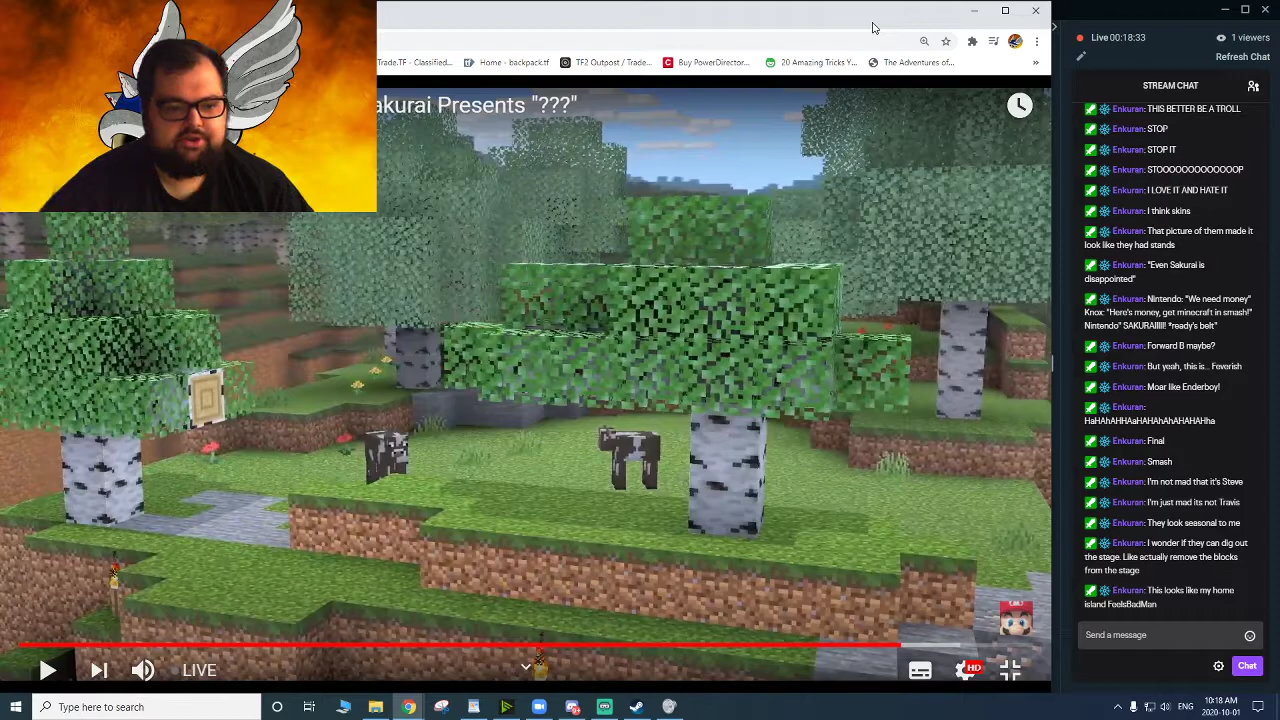 Live 00:18:33
1 viewers
Refresh Chat
Trade.TF - Classified...
Home - backpack.tf
TF2 Outpost / Trade...
Buy PowerDirector...
20 Amazing Tricks Y...
The Adventures of...
»
akurai Presents "???"
STREAM CHAT
Enkuran: THIS BETTER BE A TROLL
Enkuran: STOP
Enkuran: STOP IT
Enkuran: STOOOOOOOOOOOOP
Enkuran: I LOVE IT AND HATE IT
Enkuran: I think skins
Enkuran: That picture of them made it
look like they had stands
Enkuran: "Even Sakurai is
disappointed"
Enkuran: Nintendo: "We need money"
Knox: "Here's money, get minecraft in smash!"
Nintendo" SAKURAIIIII! *ready's belt"
Enkuran: Forward B maybe?
Enkuran: But yeah, this is... Feverish
Enkuran: Moar like Enderboy!
Enkuran:
HaHAhAHHAaHAHAhAHAHAHha
Enkuran: Final
Enkuran: Smash
Enkuran: I'm not mad that it's Steve
Enkuran: I'm just mad its not Travis
Enkuran: They look seasonal to me
Enkuran: I wonder if they can dig out
the stage. Like actually remove the blocks
from the stage
Enkuran: This looks like my home
island FeelsBadMan
Send a message
Chat
LIVE
HD
Type here to search
ENG
10:18 AM
2020-10-01